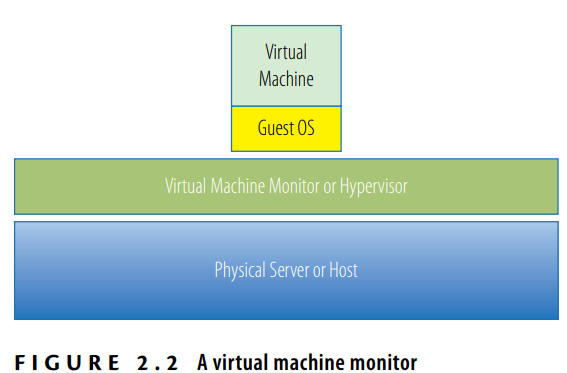 Virtual
Machine
Guest OS
Virtual Machine Monitor or Hypervisor
Physical Server or Host
FIGURE 2.2 A virtual machine monitor